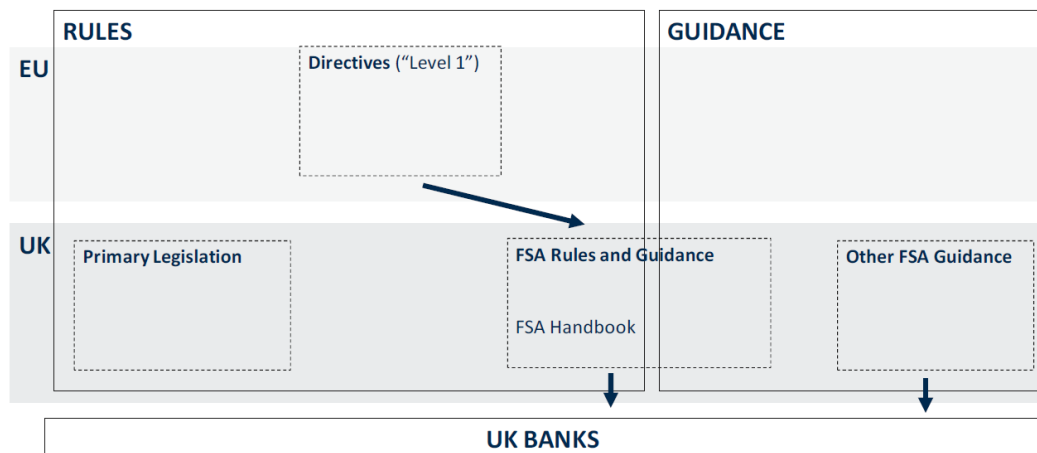 RULES
GUIDANCE
EU
Directives (“Level 1”)
UK
Primary Legislation
FSA Rules and Guidance
Other FSA Guidance
FSA Handbook
UK BANKS